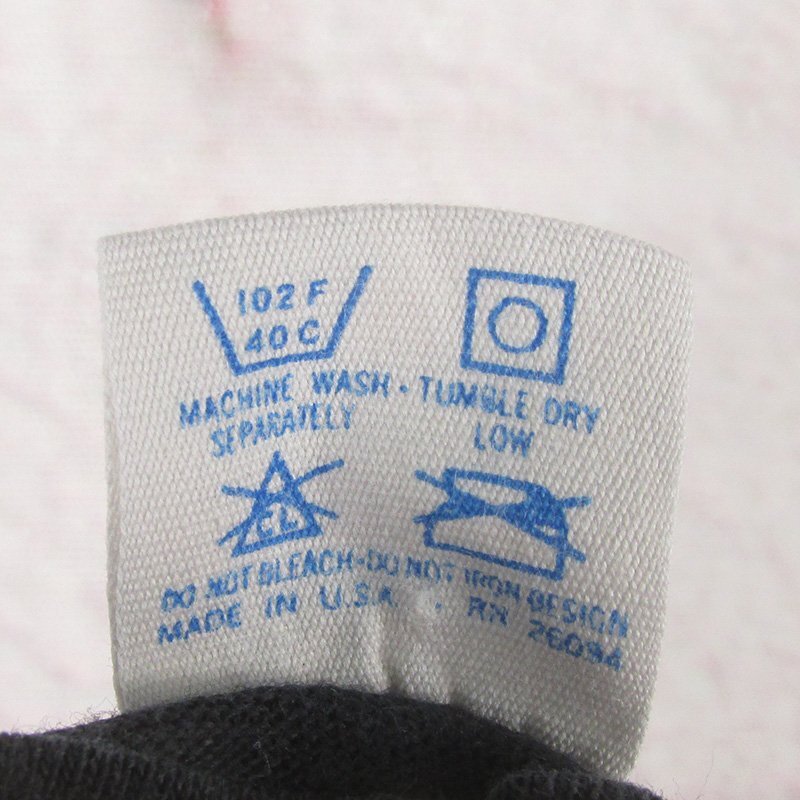 102 F
40 C
MACHINE WASH • TUMBLE DRY
SEPARATELY LOW
CL
DO NOT BLEACH-DO NOT IRON DESIGN
MADE IN U.S.A. • RN 26094